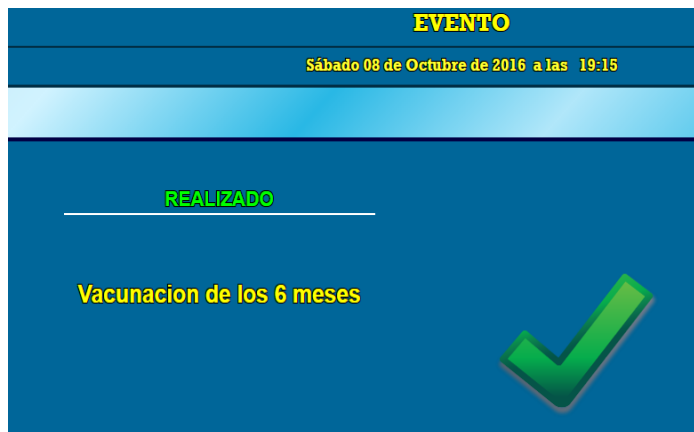 EVENTO
Sábado 08 de Octubre de 2016 a las 19:15
REALIZADO
Vacunacion de los 6 meses